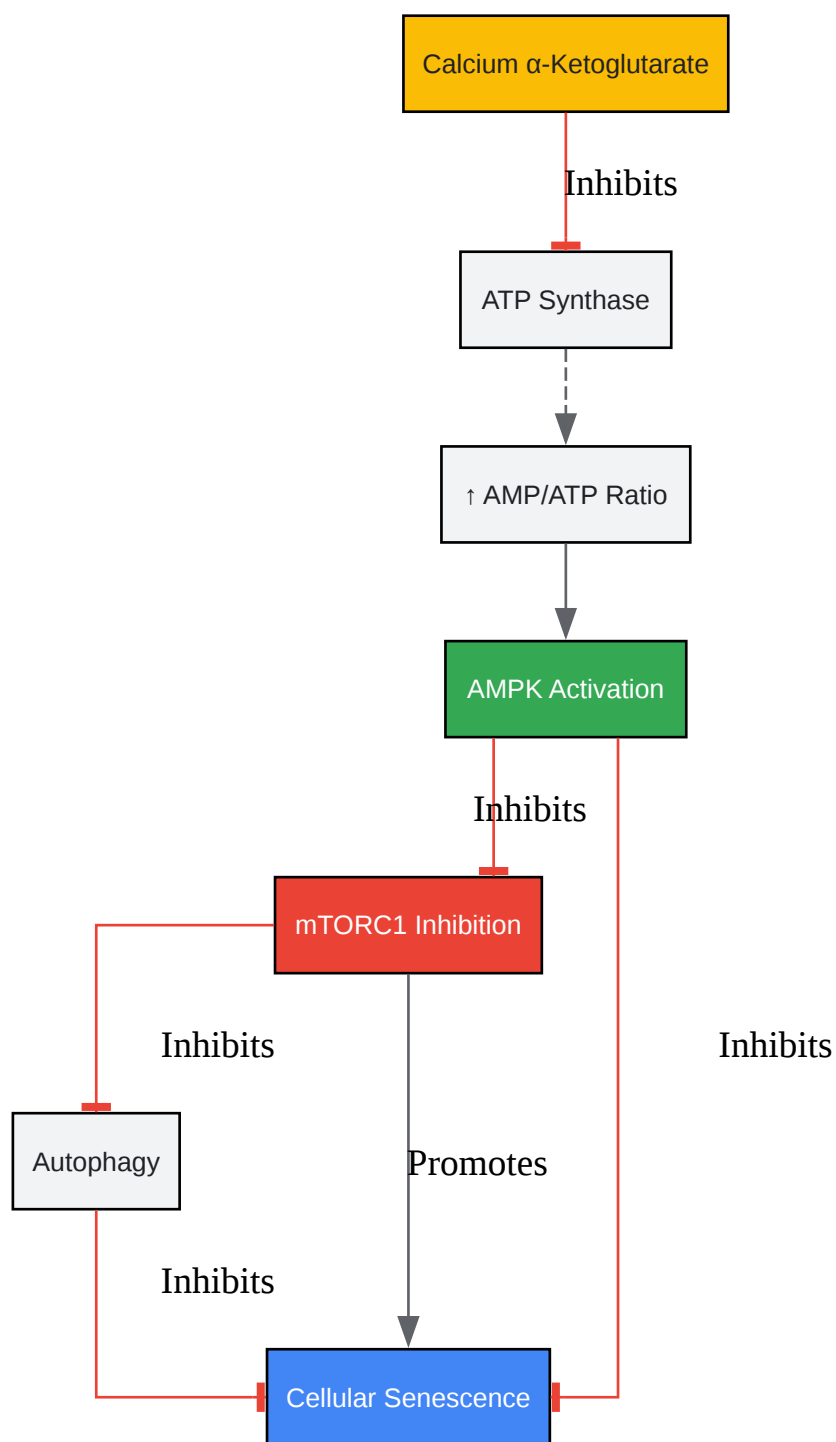 Calcium α-Ketoglutarate
Inhibits
ATP Synthase
↑ AMP/ATP Ratio
AMPK Activation
Inhibits
mTORC1 Inhibition
Inhibits
Inhibits
Autophagy
Promotes
Inhibits
Cellular Senescence